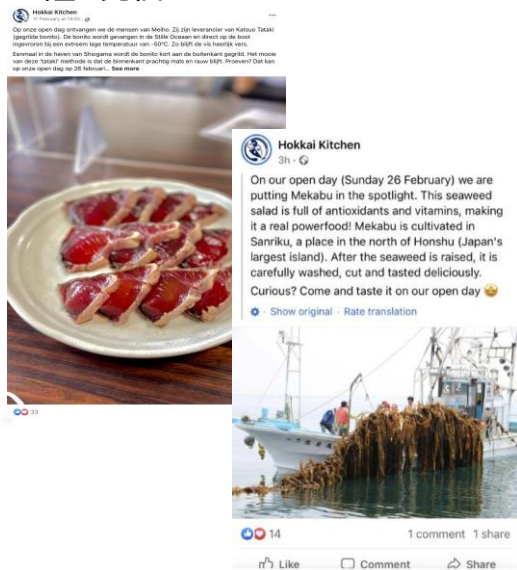 Hokkai Kitchen
17 February at 10:00 ·
Op onze open dag ontvangen we de mensen van Meiho. Zij zijn leverancier van Katsuo Tataki
(gegrilde bonito). De bonito wordt gevangen in de Stille Oceaan en direct op de boot
ingevroren bij een extreem lage temperatuur van -50°C. Zo blijft de vis heerlijk vers.
Eenmaal in de haven van Shiogama wordt de bonito kort aan de buitenkant gegrild. Het mooie
van deze 'tataki' methode is dat de binnenkant prachtig mals en rauw blijft. Proeven? Dat kan
op onze open dag op 26 februari... See more
33
Hokkai Kitchen
3h ·
On our open day (Sunday 26 February) we are
putting Mekabu in the spotlight. This seaweed
salad is full of antioxidants and vitamins, making
it a real powerfood! Mekabu is cultivated in
Sanriku, a place in the north of Honshu (Japan's
largest island). After the seaweed is raised, it is
carefully washed, cut and tasted deliciously.
Curious? Come and taste it on our open day 😋
· Show original · Rate translation
14 1 comment 1 share
Like Comment Share